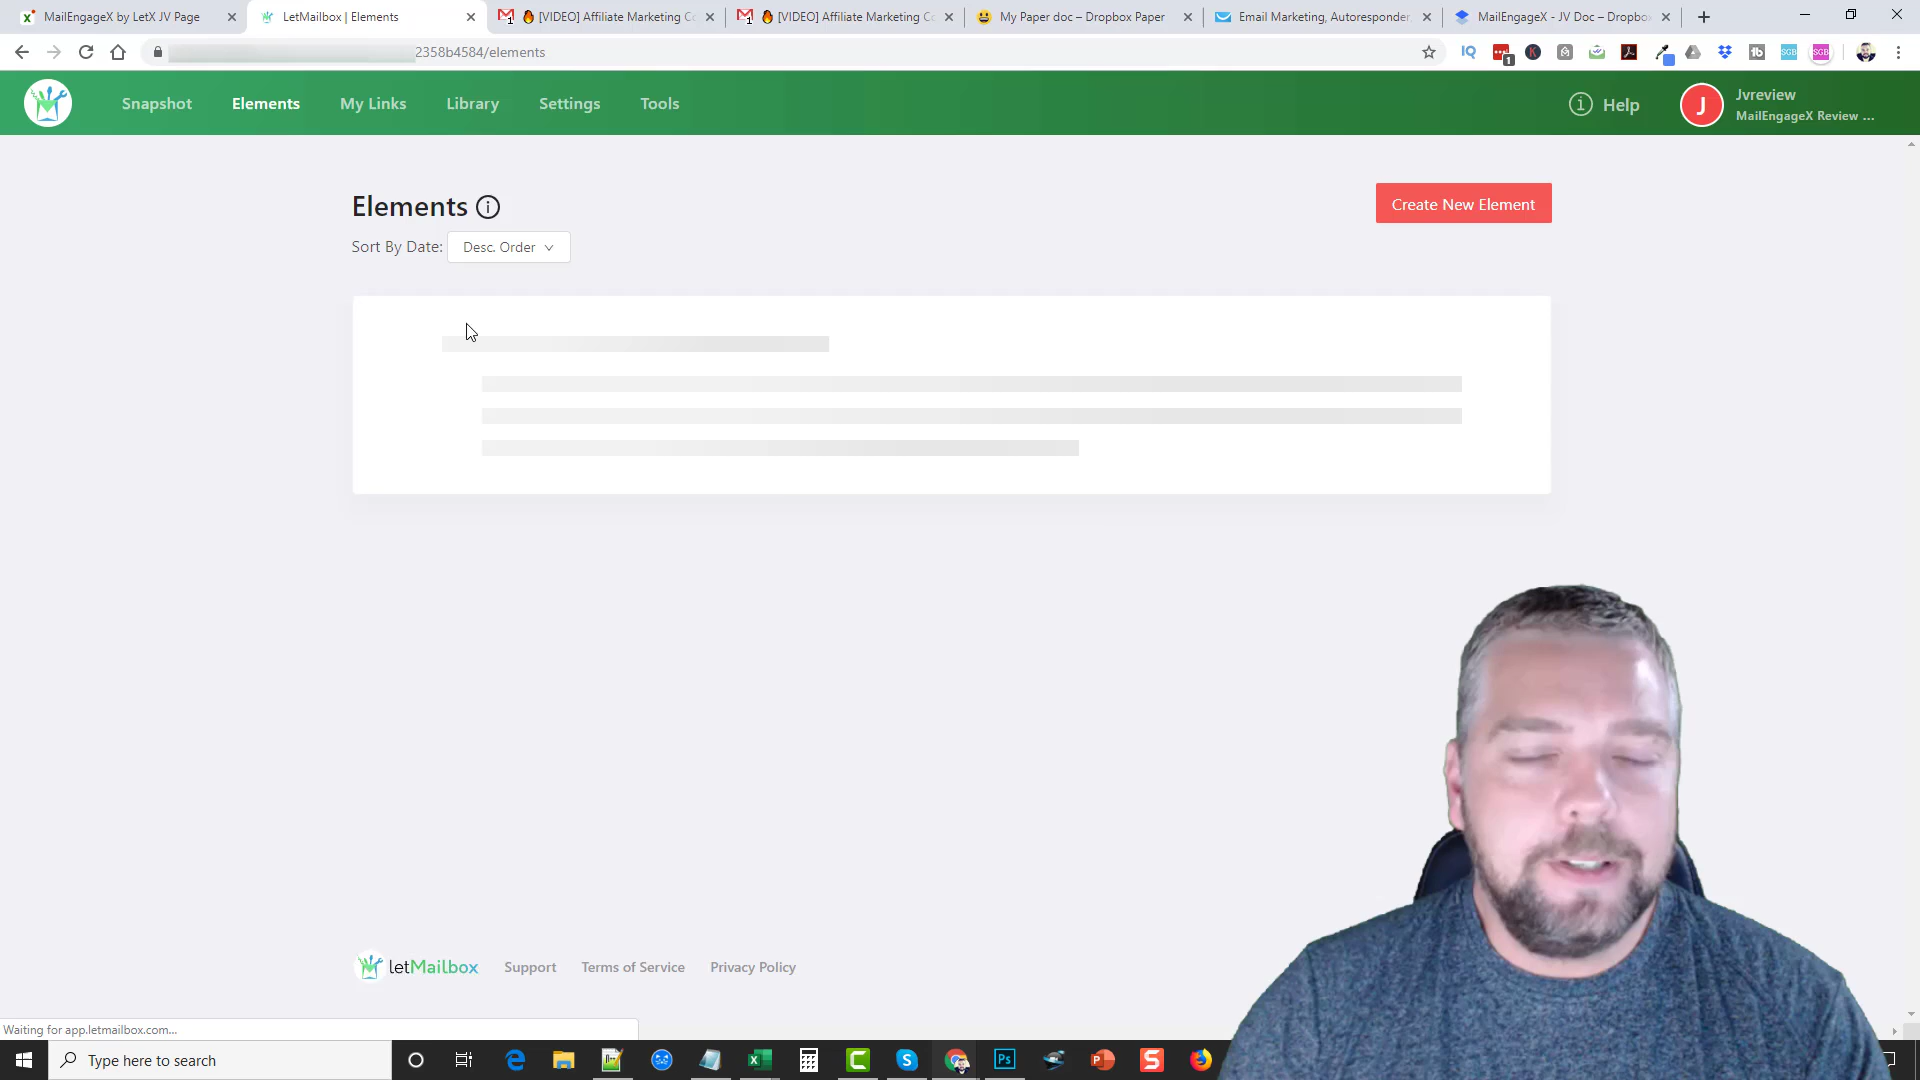 MailEngageX by LetX JV Page
LetMailbox | Elements
[VIDEO] Affiliate Marketing Co
[VIDEO] Affiliate Marketing Co
My Paper doc – Dropbox Paper
Email Marketing, Autoresponder,
MailEngageX - JV Doc – Dropbox
2358b4584/elements
Snapshot
Elements
My Links
Library
Settings
Tools
Help
J
Jvreview
MailEngageX Review ...
Elements
Create New Element
Sort By Date:
Desc. Order
letMailbox
Support
Terms of Service
Privacy Policy
Waiting for app.letmailbox.com...
Type here to search